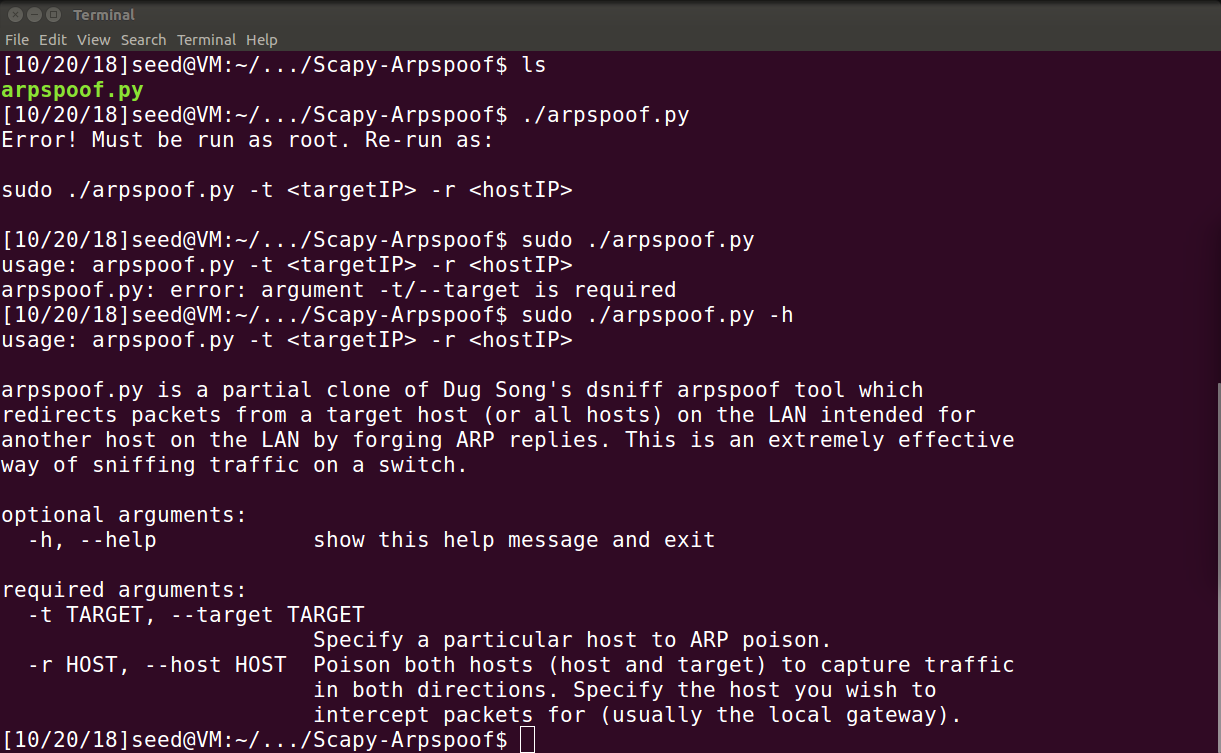 Terminal
File Edit View Search Terminal Help
[10/20/18]seed@VM:~/.../Scapy-Arpspoof$ ls
arpspoof.py
[10/20/18]seed@VM:~/.../Scapy-Arpspoof$ ./arpspoof.py
Error! Must be run as root. Re-run as:
sudo ./arpspoof.py -t <targetIP> -r <hostIP>
[10/20/18]seed@VM:~/.../Scapy-Arpspoof$ sudo ./arpspoof.py
usage: arpspoof.py -t <targetIP> -r <hostIP>
arpspoof.py: error: argument -t/--target is required
[10/20/18]seed@VM:~/.../Scapy-Arpspoof$ sudo ./arpspoof.py -h
usage: arpspoof.py -t <targetIP> -r <hostIP>
arpspoof.py is a partial clone of Dug Song's dsniff arpspoof tool which
redirects packets from a target host (or all hosts) on the LAN intended for
another host on the LAN by forging ARP replies. This is an extremely effective
way of sniffing traffic on a switch.
optional arguments:
-h, --help show this help message and exit
required arguments:
-t TARGET, --target TARGET
Specify a particular host to ARP poison.
-r HOST, --host HOST Poison both hosts (host and target) to capture traffic
in both directions. Specify the host you wish to
intercept packets for (usually the local gateway).
[10/20/18]seed@VM:~/.../Scapy-Arpspoof$